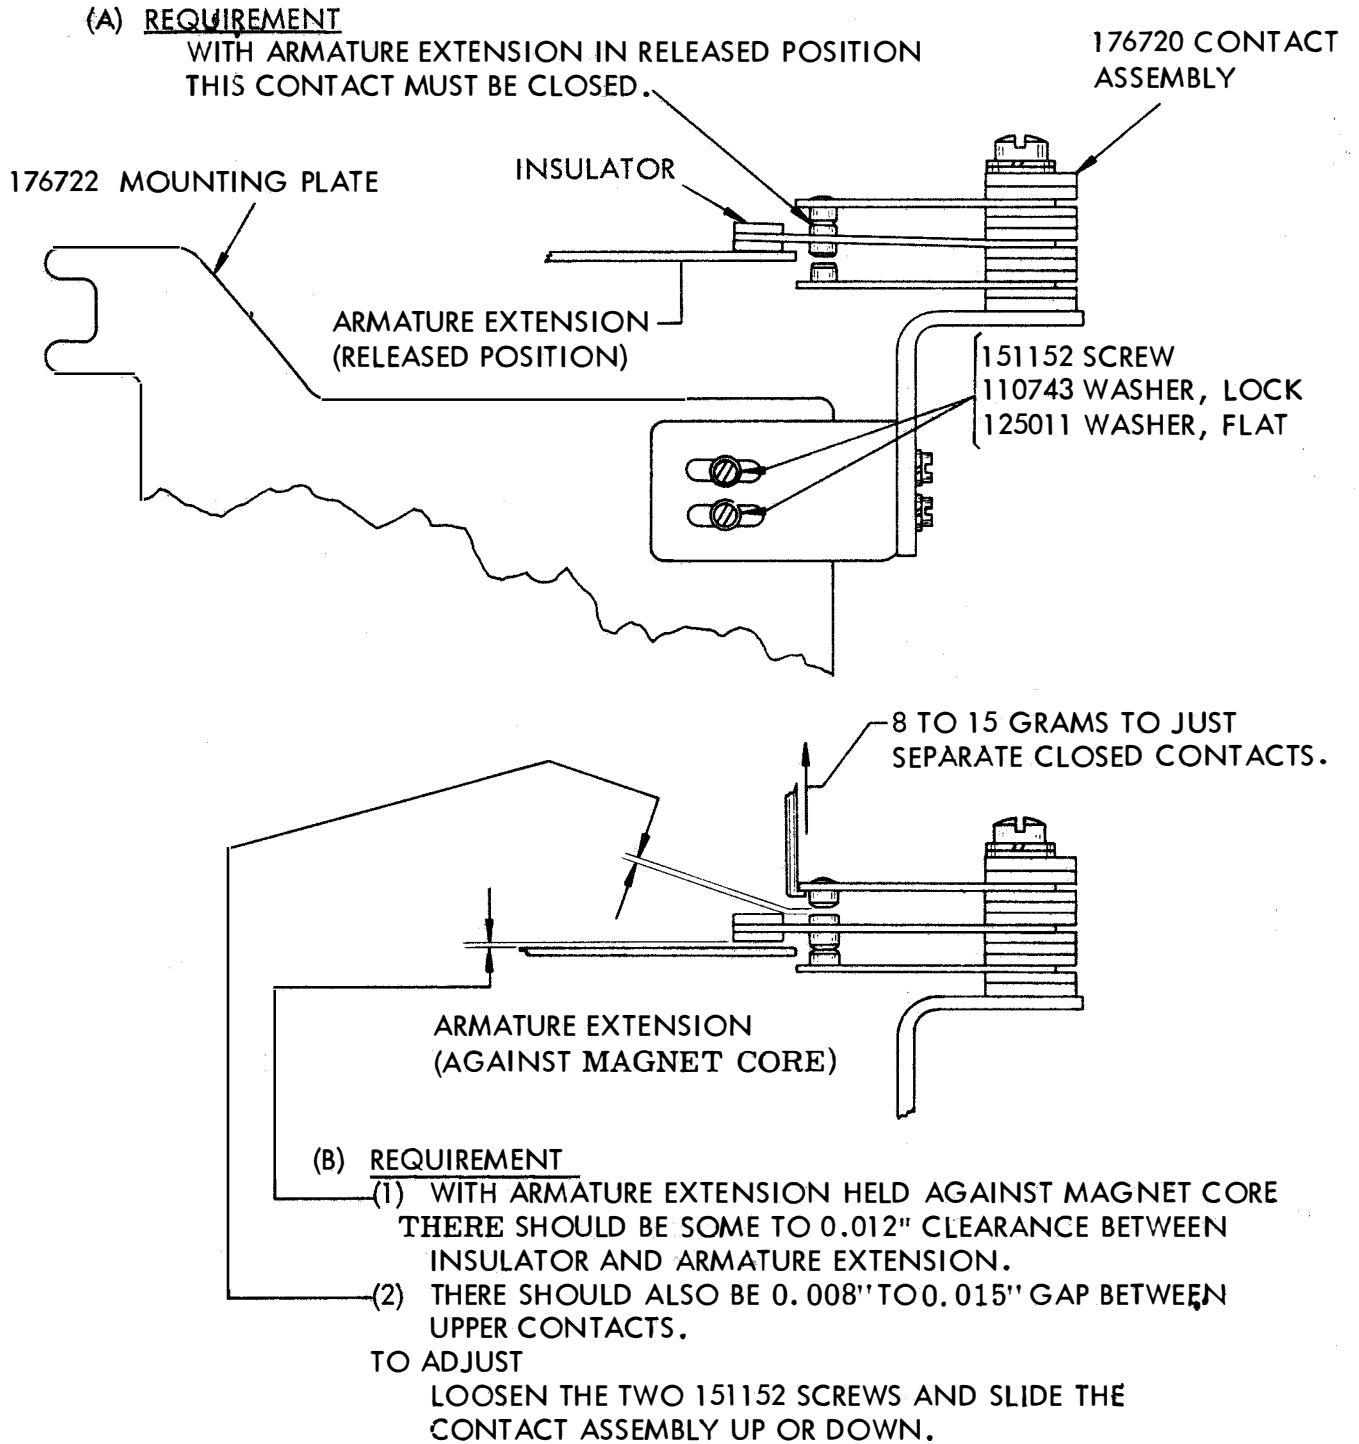 (A) REQUIREMENT
WITH ARMATURE EXTENSION IN RELEASED POSITION
THIS CONTACT MUST BE CLOSED.
176720 CONTACT
ASSEMBLY
176722 MOUNTING PLATE
INSULATOR
ARMATURE EXTENSION
(RELEASED POSITION)
151152 SCREW
110743 WASHER, LOCK
125011 WASHER, FLAT
8 TO 15 GRAMS TO JUST
SEPARATE CLOSED CONTACTS.
ARMATURE EXTENSION
(AGAINST MAGNET CORE)
(B) REQUIREMENT
(1) WITH ARMATURE EXTENSION HELD AGAINST MAGNET CORE
THERE SHOULD BE SOME TO 0.012" CLEARANCE BETWEEN
INSULATOR AND ARMATURE EXTENSION.
(2) THERE SHOULD ALSO BE 0.008" TO 0.015" GAP BETWEEN
UPPER CONTACTS.
TO ADJUST
LOOSEN THE TWO 151152 SCREWS AND SLIDE THE
CONTACT ASSEMBLY UP OR DOWN.